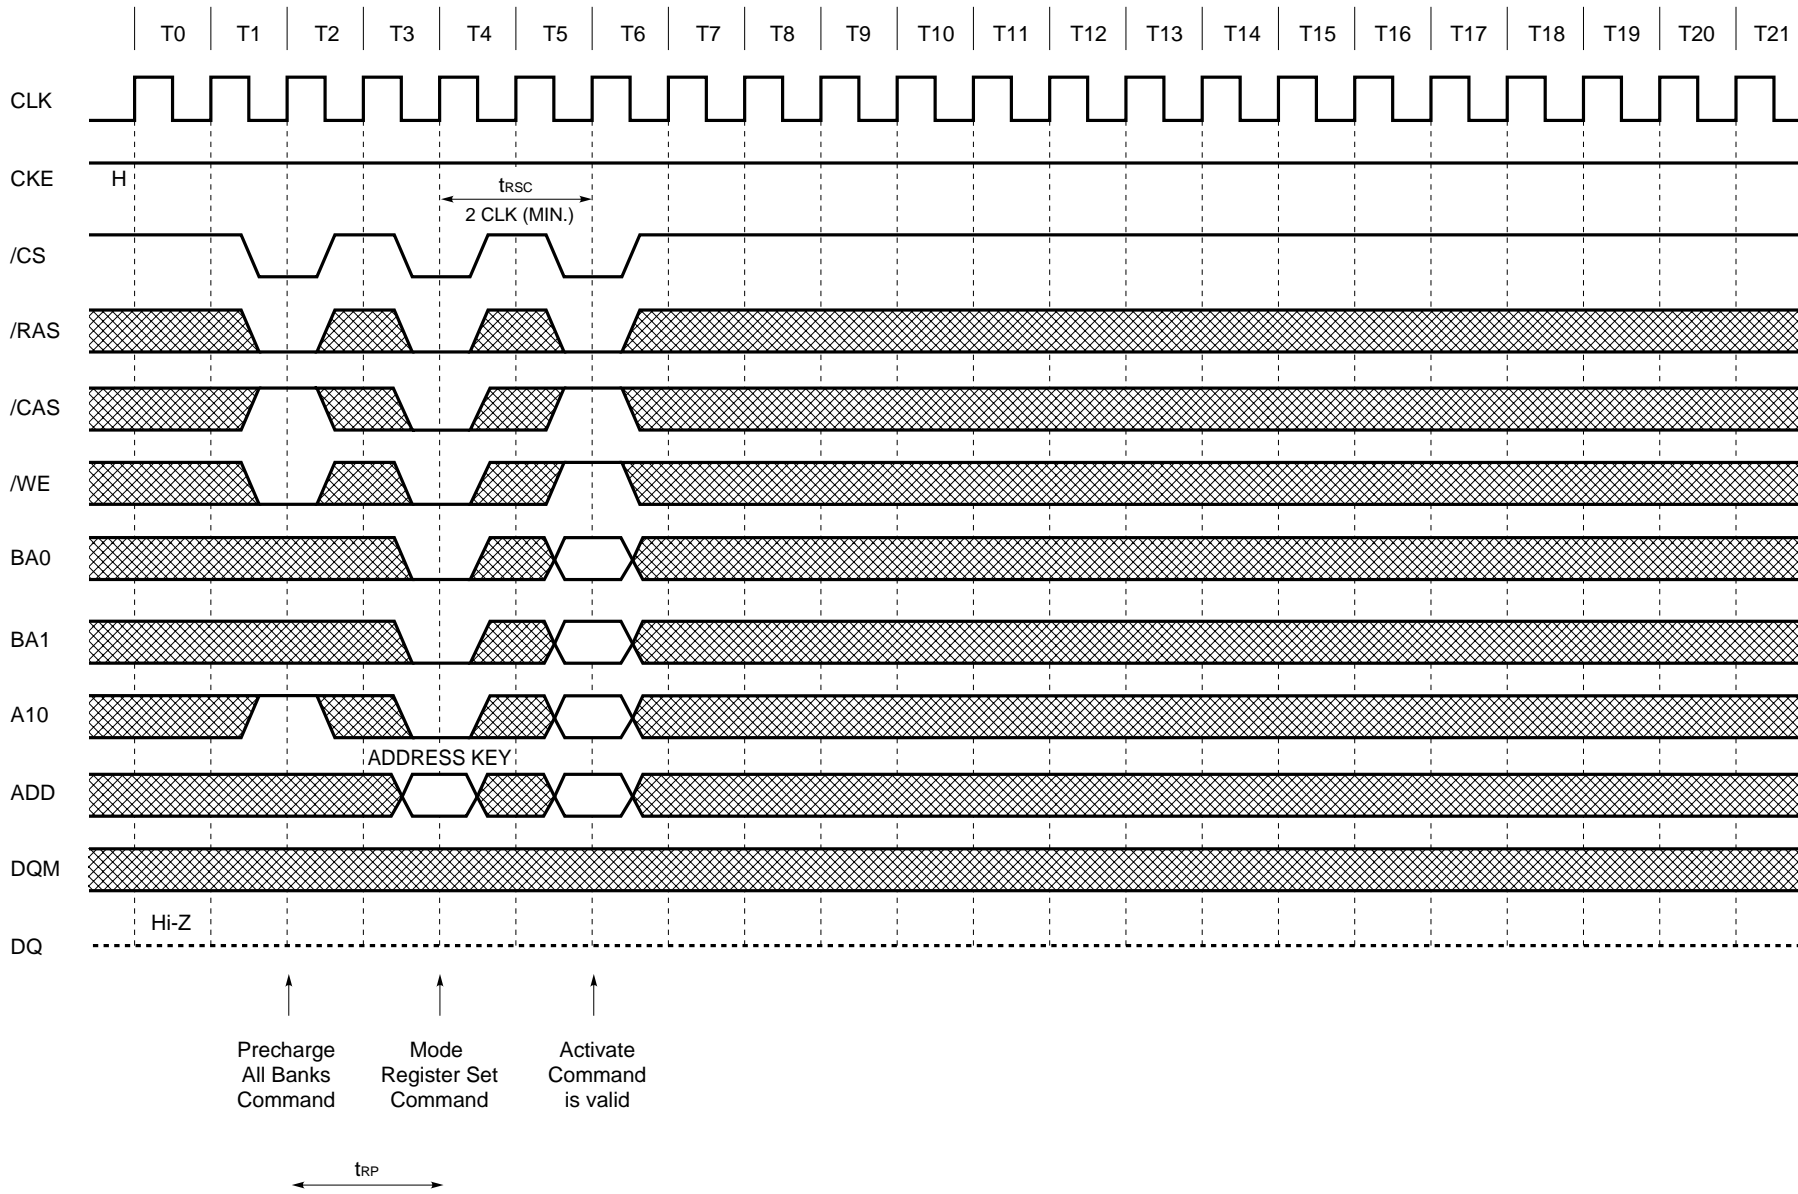 T0 T1 T2 T3 T4 T5 T6 T7 T8 T9 T10 T11 T12 T13 T14 T15 T16 T17 T18 T19 T20 T21
CLK
CKE H
tRSC
2 CLK (MIN.)
/CS
/RAS
/CAS
/WE
BA0
BA1
A10
ADDRESS KEY
ADD
DQM
Hi-Z
DQ
Precharge
All Banks
Command
Mode
Register Set
Command
Activate
Command
is valid
tRP